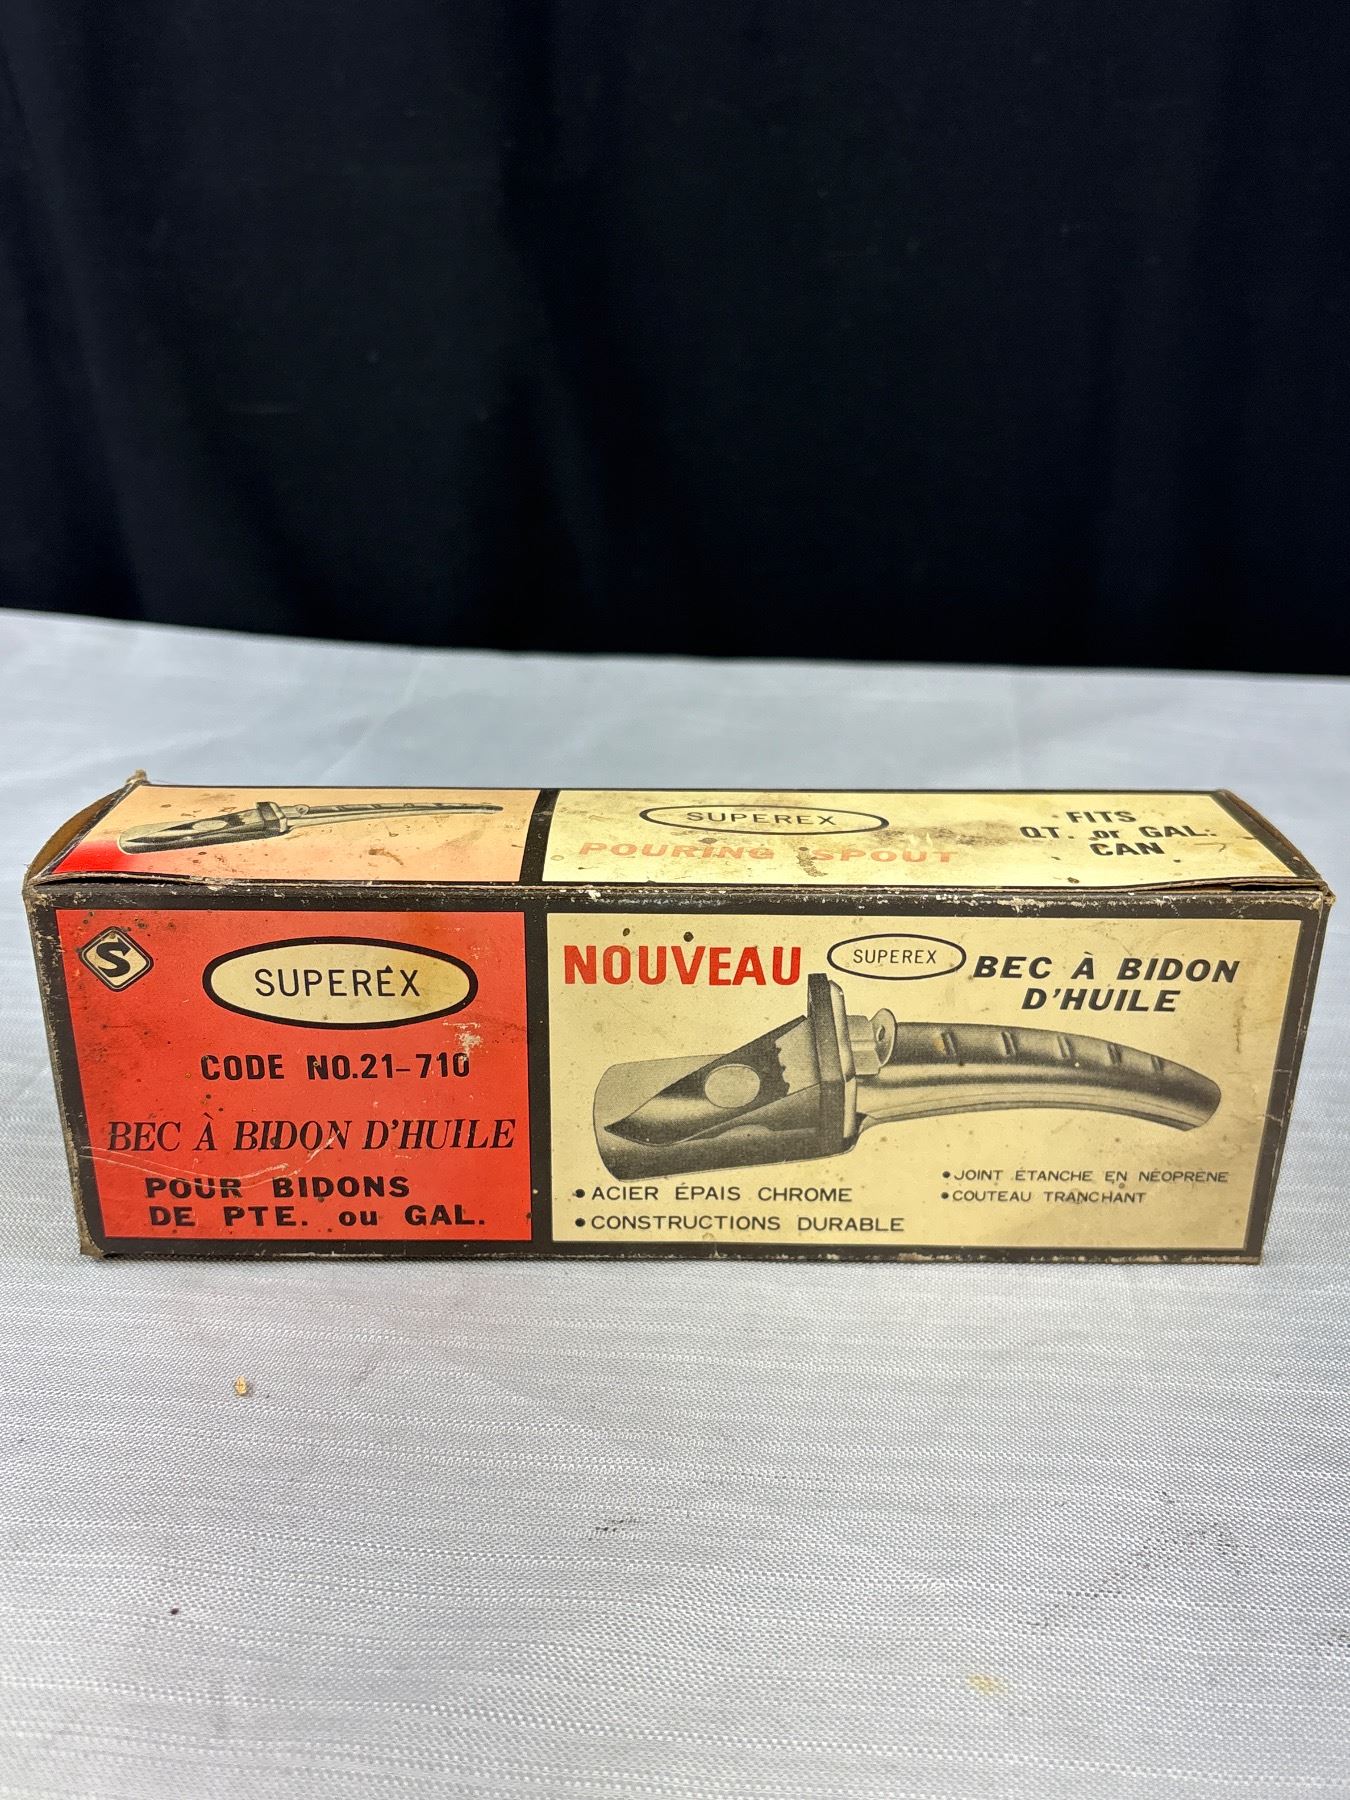 SUPEREX
POURING SPOUT
FITS
QT. or GAL.
CAN
S
SUPEREX
CODE NO.21-710
BEC À BIDON D'HUILE
POUR BIDONS
DE PTE. ou GAL.
NOUVEAU
SUPEREX
BEC À BIDON
D'HUILE
• ACIER ÉPAIS CHROME
• CONSTRUCTIONS DURABLE
• JOINT ÉTANCHE EN NÉOPRÈNE
• COUTEAU TRANCHANT